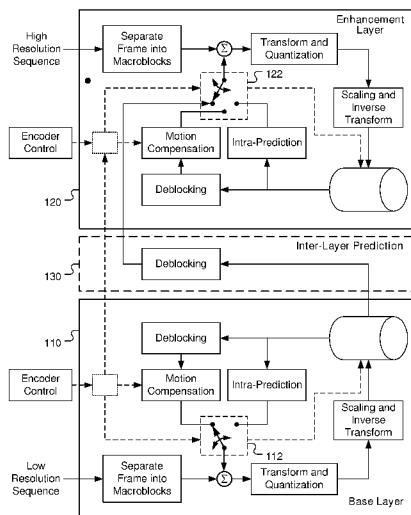 High
Resolution
Sequence
Separate
Frame into
Macroblocks
Σ
Transform and
Quantization
Enhancement
Layer
122
Scaling and
Inverse
Transform
Encoder
Control
Motion
Compensation
Intra-Prediction
Deblocking
120
Inter-Layer Prediction
130
Deblocking
110
Deblocking
Encoder
Control
Motion
Compensation
Intra-Prediction
Scaling and
Inverse
Transform
112
Low
Resolution
Sequence
Separate
Frame into
Macroblocks
Σ
Transform and
Quantization
Base Layer